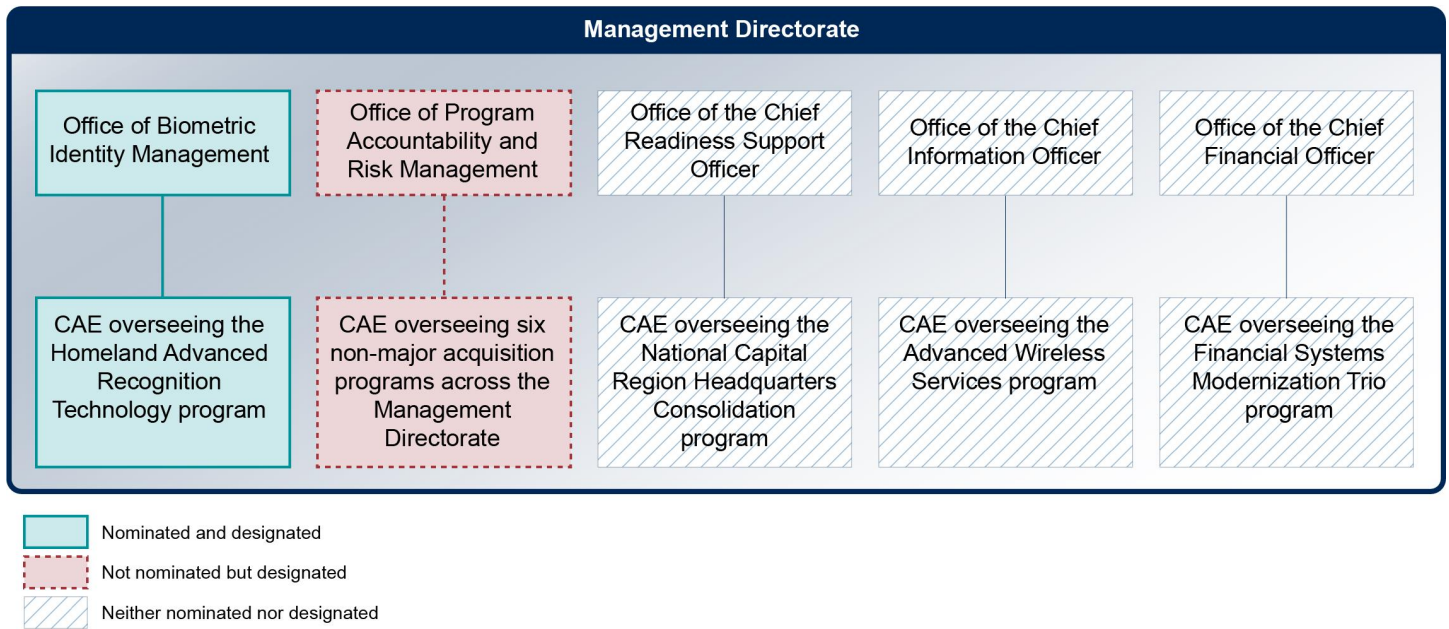 Management Directorate
Office of Biometric
Identity Management
Office of Program
Accountability and
Risk Management
Office of the Chief
Readiness Support
Officer
Office of the Chief
Information Officer
Office of the Chief
Financial Officer
CAE overseeing the
Homeland Advanced
Recognition
Technology program
CAE overseeing six
non-major acquisition
programs across the
Management
Directorate
CAE overseeing the
National Capital
Region Headquarters
Consolidation
program
CAE overseeing the
Advanced Wireless
Services program
CAE overseeing the
Financial Systems
Modernization Trio
program
Nominated and designated
Not nominated but designated
Neither nominated nor designated